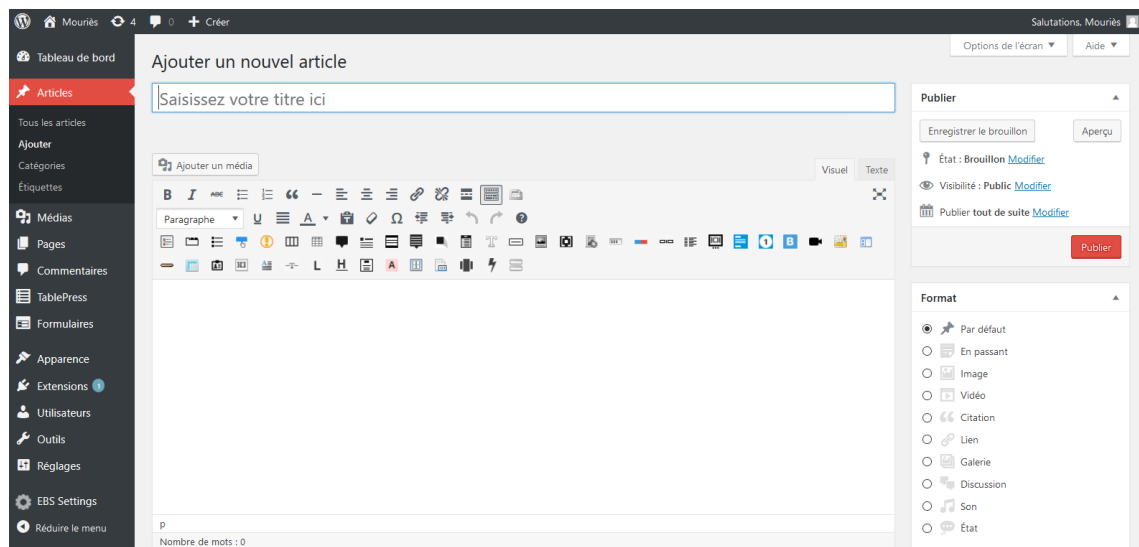 Mouriès 4 0 Créer
Salutations, Mouriès
Options de l'écran ▼ Aide ▼
Tableau de bord
Articles
Tous les articles
Ajouter
Catégories
Étiquettes
Médias
Pages
Commentaires
TablePress
Formulaires
Apparence
Extensions 1
Utilisateurs
Outils
Réglages
EBS Settings
Réduire le menu
Ajouter un nouvel article
Saisissez votre titre ici
Ajouter un média
Visuel Texte
B I ABC
Paragraphe ▼ U A ▼ Ω
p
Nombre de mots : 0
Publier
Enregistrer le brouillon Aperçu
État : Brouillon Modifier
Visibilité : Public Modifier
Publier tout de suite Modifier
Publier
Format
Par défaut
En passant
Image
Vidéo
Citation
Lien
Galerie
Discussion
Son
État